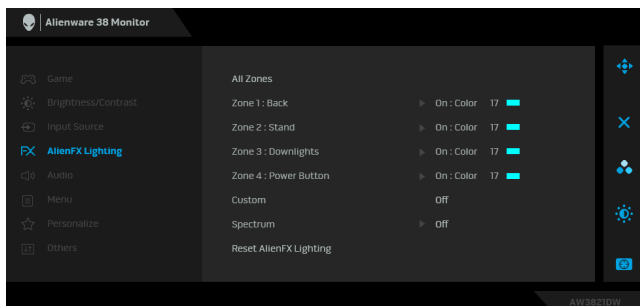 Alienware 38 Monitor
Game
Brightness/Contrast
Input Source
AlienFX Lighting
Audio
Menu
Personalize
Others
All Zones
Zone 1 : Back On : Color 17
Zone 2 : Stand On : Color 17
Zone 3 : Downlights On : Color 17
Zone 4 : Power Button On : Color 17
Custom Off
Spectrum Off
Reset AlienFX Lighting
AW3821DW